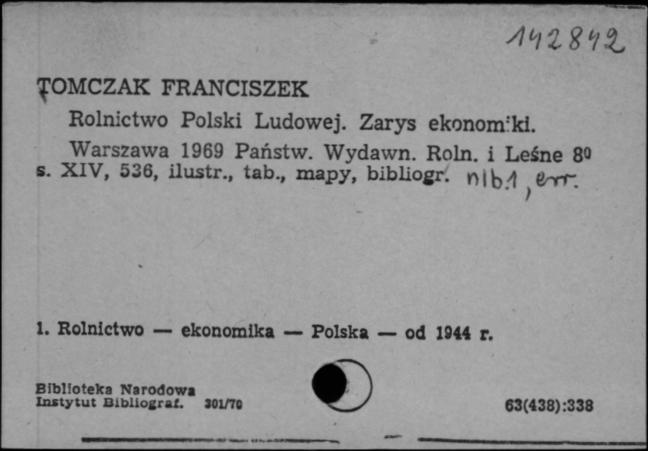 142842
TOMCZAK FRANCISZEK
Rolnictwo Polski Ludowej. Zarys ekonomiki.
Warszawa 1969 Państw. Wydawn. Roln. i Leśne 8⁰
s. XIV, 536, ilustr., tab., mapy, bibliogr. nlb.1, err.
1. Rolnictwo — ekonomika — Polska — od 1944 r.
Biblioteka Narodowa
Instytut Bibliograf. 301/70
63(438):338